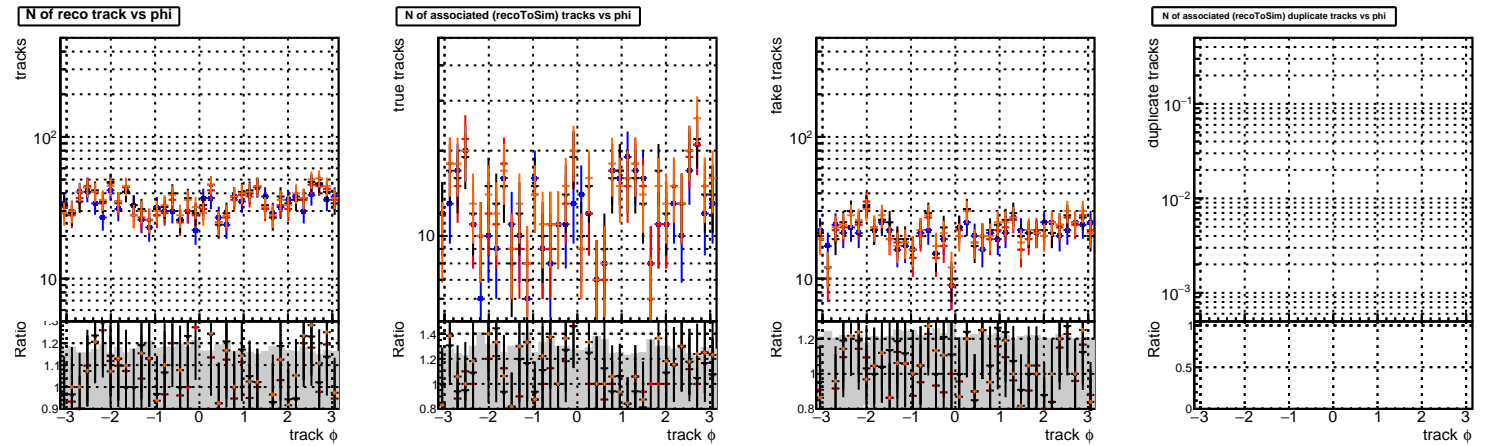 N of reco track vs phi
tracks
10²
10
Ratio
1.3
1.2
1.1
1
0.9
−3 −2 −1 0 1 2 3
track ϕ
N of associated (recoToSim) tracks vs phi
true tracks
10
Ratio
1.4
1.2
1
0.8
−3 −2 −1 0 1 2 3
track ϕ
fake tracks
10²
10
Ratio
1.2
1
0.8
−3 −2 −1 0 1 2 3
track ϕ
N of associated (recoToSim) duplicate tracks vs phi
duplicate tracks
10⁻¹
10⁻²
10⁻³
Ratio
1
0.5
0
−3 −2 −1 0 1 2 3
track ϕ